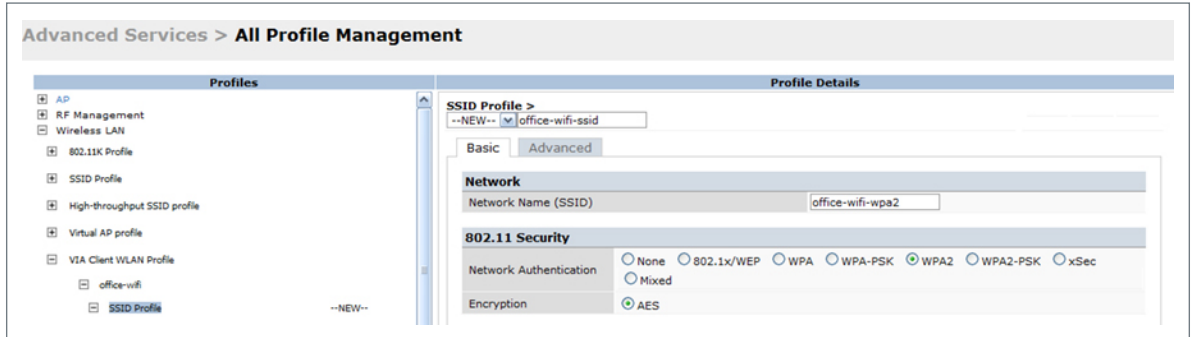 Advanced Services > All Profile Management
Profiles
AP
RF Management
Wireless LAN
802.11K Profile
SSID Profile
High-throughput SSID profile
Virtual AP profile
VIA Client WLAN Profile
office-wifi
SSID Profile --NEW--
Profile Details
SSID Profile >
--NEW-- office-wifi-ssid
Basic Advanced
Network
Network Name (SSID) office-wifi-wpa2
802.11 Security
Network Authentication None 802.1x/WEP WPA WPA-PSK WPA2 WPA2-PSK xSec
Mixed
Encryption AES